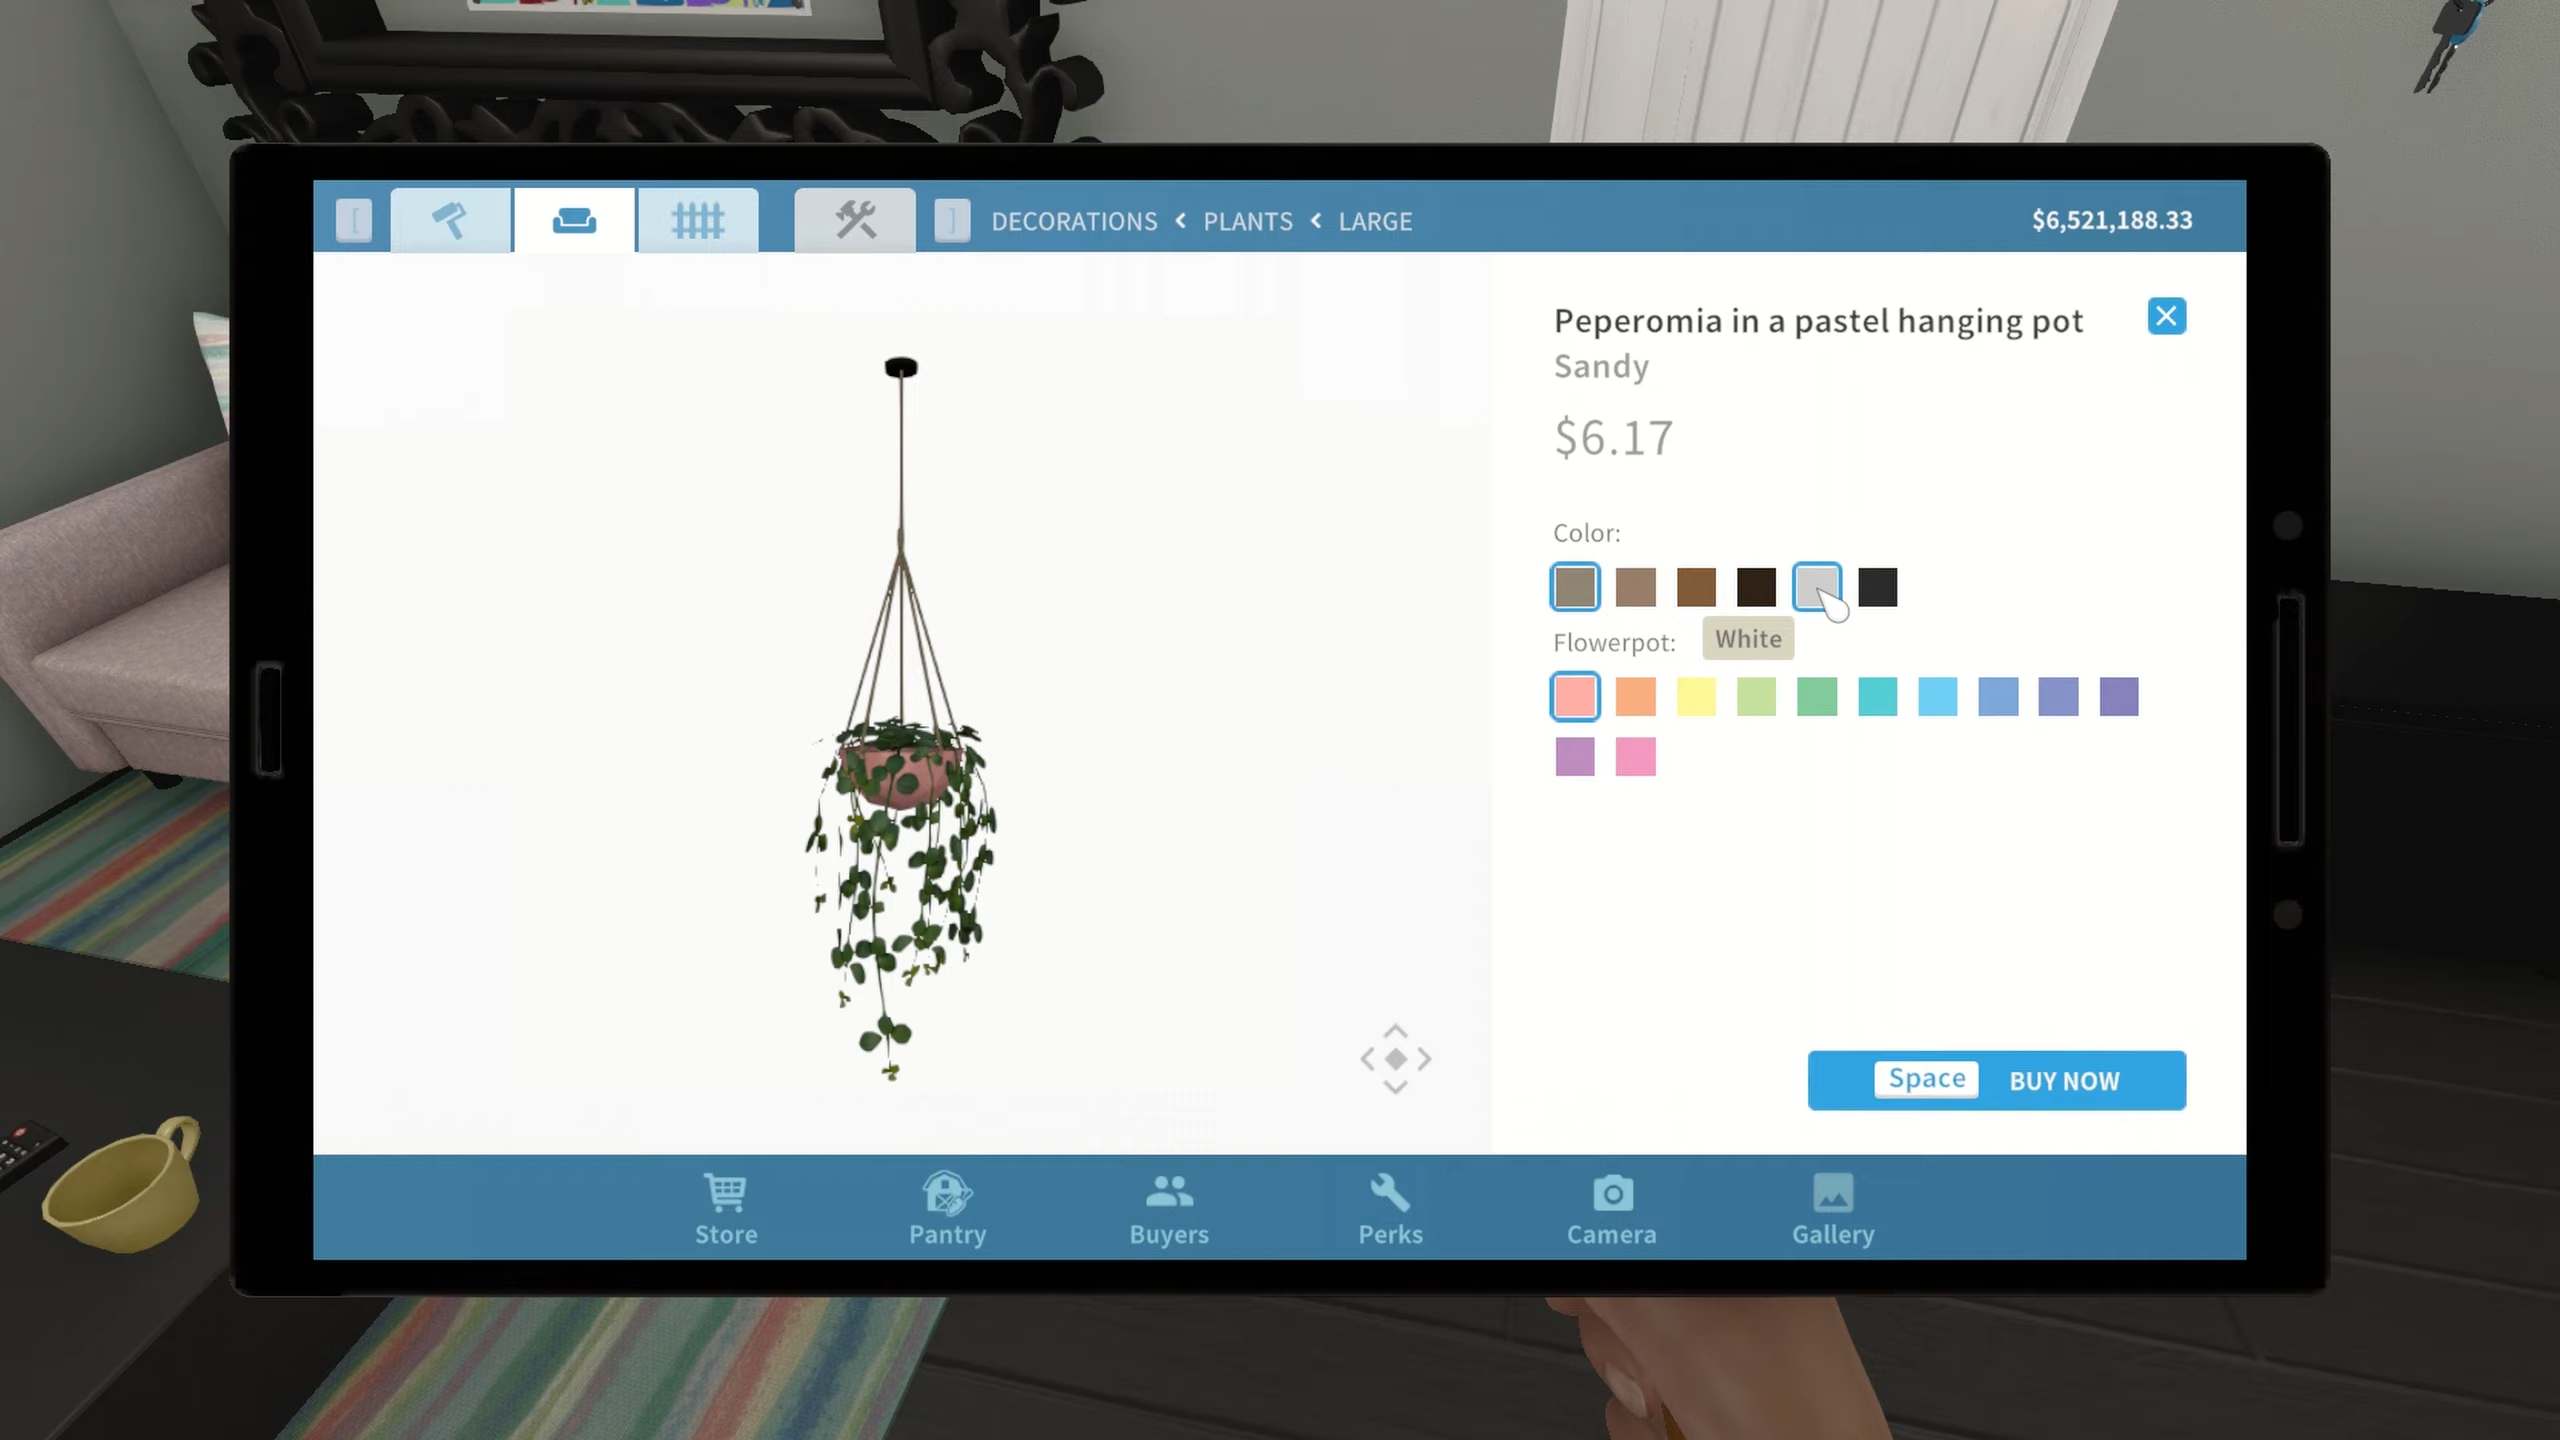 [
]
DECORATIONS < PLANTS < LARGE
$6,521,188.33
Peperomia in a pastel hanging pot
Sandy
$6.17
Color:
Flowerpot:
White
Space BUY NOW
Store
Pantry
Buyers
Perks
Camera
Gallery